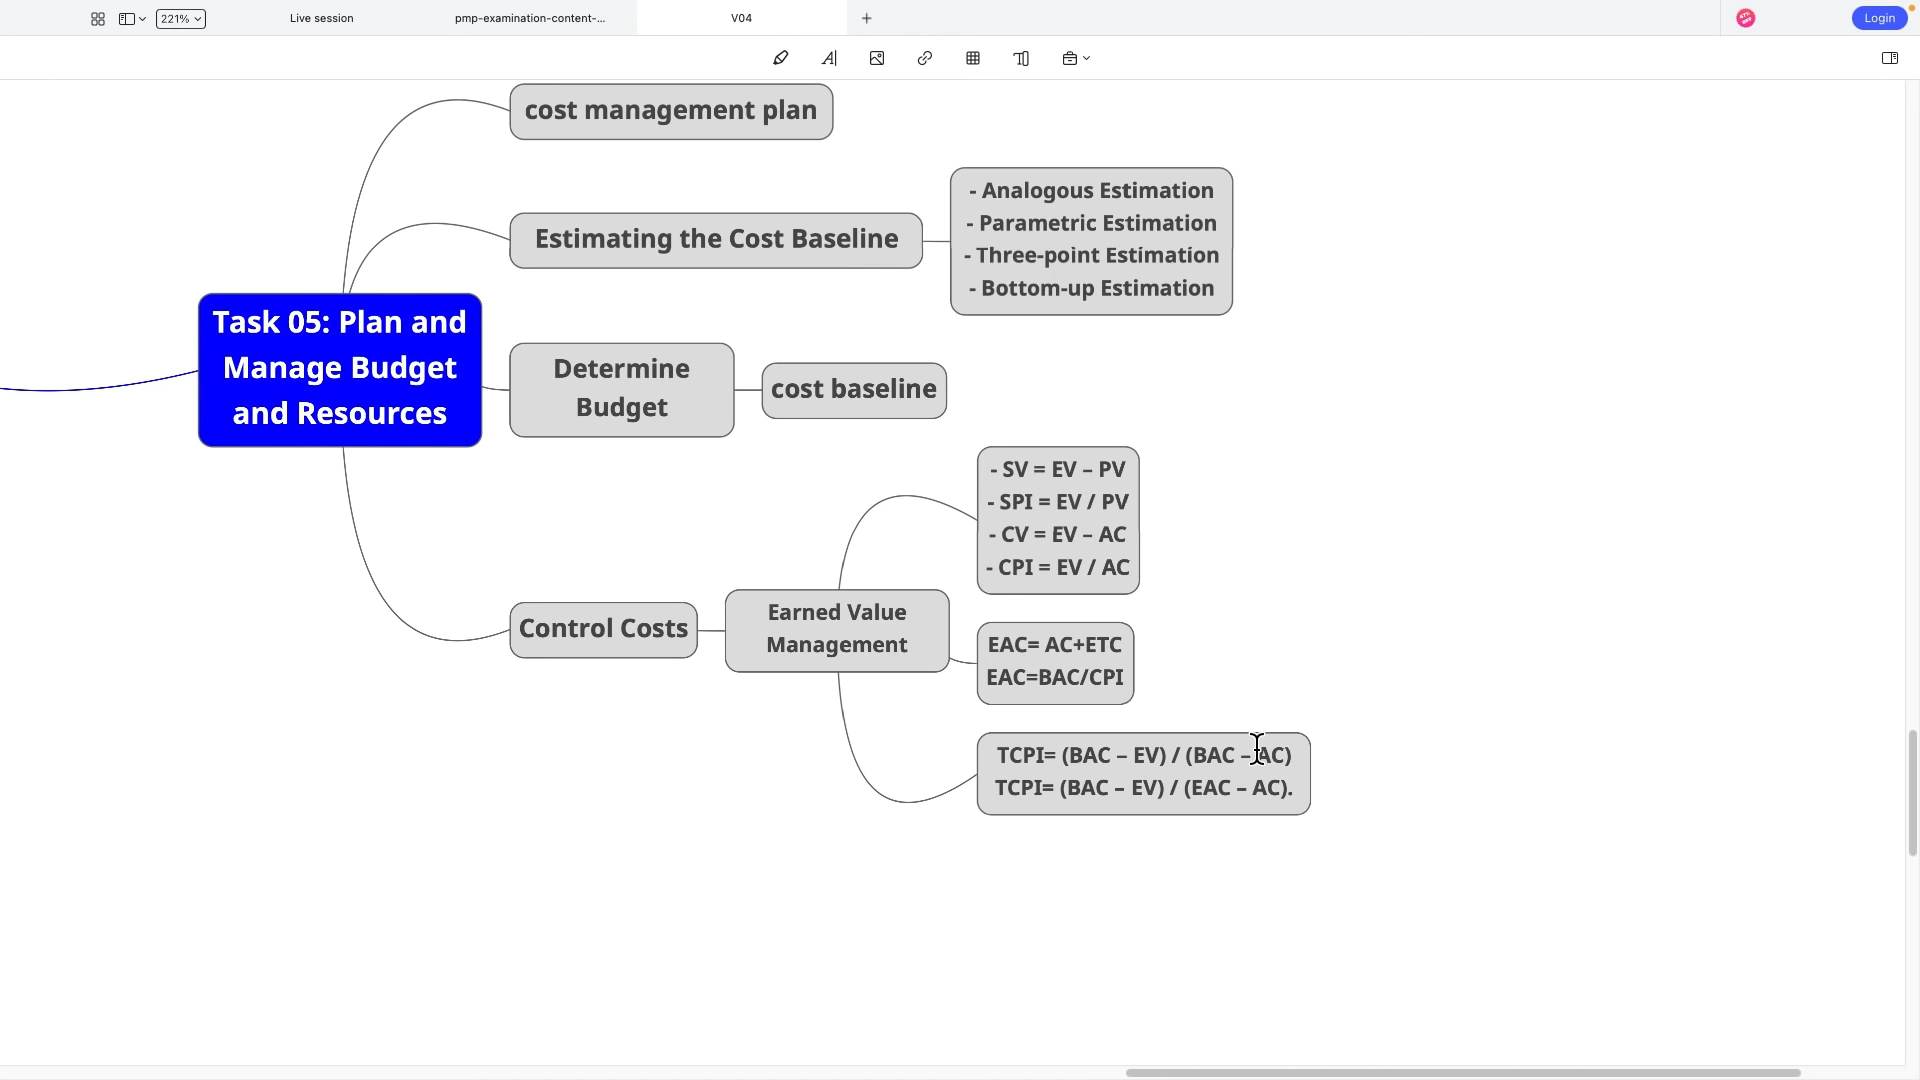 221%
Live session
pmp-examination-content-...
V04
Login
cost management plan
Estimating the Cost Baseline
- Analogous Estimation
- Parametric Estimation
- Three-point Estimation
- Bottom-up Estimation
Task 05: Plan and
Manage Budget
and Resources
Determine
Budget
cost baseline
- SV = EV – PV
- SPI = EV / PV
- CV = EV – AC
- CPI = EV / AC
Control Costs
Earned Value
Management
EAC= AC+ETC
EAC=BAC/CPI
TCPI= (BAC – EV) / (BAC – AC)
TCPI= (BAC – EV) / (EAC – AC).